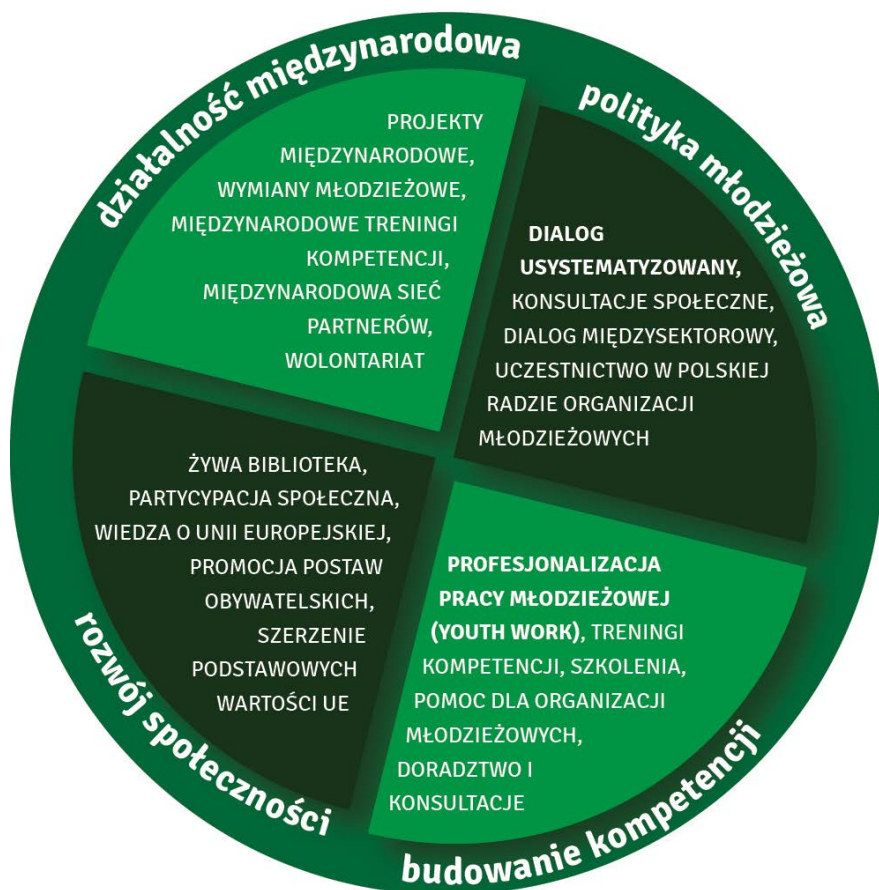 działalność międzynarodowa
PROJEKTY
MIĘDZYNARODOWE,
WYMIANY MŁODZIEŻOWE,
MIĘDZYNARODOWE TRENINGI
KOMPETENCJI,
MIĘDZYNARODOWA SIEĆ
PARTNERÓW,
WOLONTARIAT
polityka młodzieżowa
DIALOG
USYSTEMATYZOWANY,
KONSULTACJE SPOŁECZNE,
DIALOG MIĘDZYSEKTOROWY,
UCZESTNICTWO W POLSKIEJ
RADZIE ORGANIZACJI
MŁODZIEŻOWYCH
ŻYWA BIBLIOTEKA,
PARTYCYPACJA SPOŁECZNA,
WIEDZA O UNII EUROPEJSKIEJ,
PROMOCJA POSTAW
OBYWATELSKICH,
SZERZENIE
PODSTAWOWYCH
WARTOŚCI UE
rozwój społeczności
PROFESJONALIZACJA
PRACY MŁODZIEŻOWEJ
(YOUTH WORK), TRENINGI
KOMPETENCJI, SZKOLENIA,
POMOC DLA ORGANIZACJI
MŁODZIEŻOWYCH,
DORADZTWO I
KONSULTACJE
budowanie kompetencji